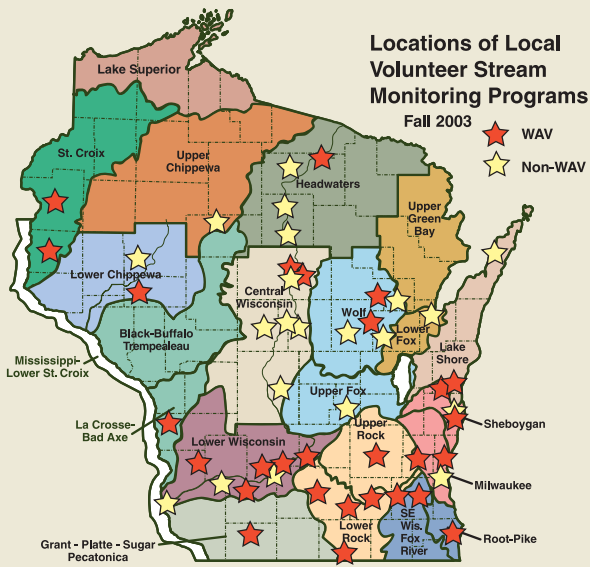 Locations of Local
Volunteer Stream
Monitoring Programs
Fall 2003
WAV
Non-WAV
Lake Superior
St. Croix
Upper
Chippewa
Headwaters
Upper
Green
Bay
Lower Chippewa
Central
Wisconsin
Wolf
Black-Buffalo
Trempealeau
Lower
Fox
Lake
Shore
Mississippi-
Lower St. Croix
Upper Fox
La Crosse-
Bad Axe
Sheboygan
Lower Wisconsin
Upper
Rock
Milwaukee
Grant - Platte - Sugar
Pecatonica
Lower
Rock
SE
Wis.
Fox
River
Root-Pike